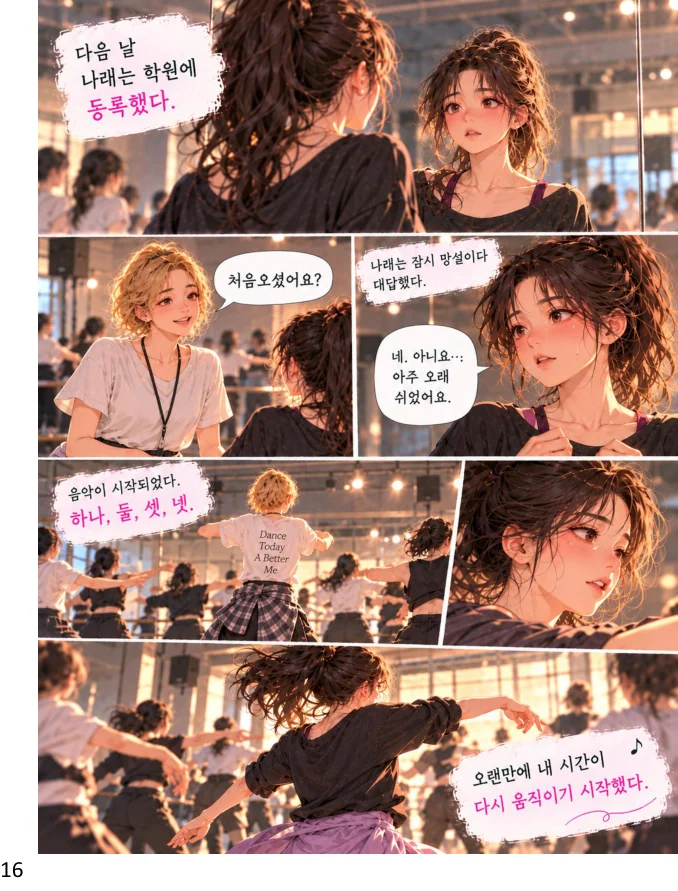 다음 날
나래는 학원에
등록했다.
처음오셨어요?
나래는 잠시 망설이다
대답했다.
네. 아니요…;
아주 오래
쉬었어요.
음악이 시작되었다.
하나, 둘, 셋, 넷.
Dance
Today
A Better
Me
오랜만에 내 시간이
다시 움직이기 시작했다.
16